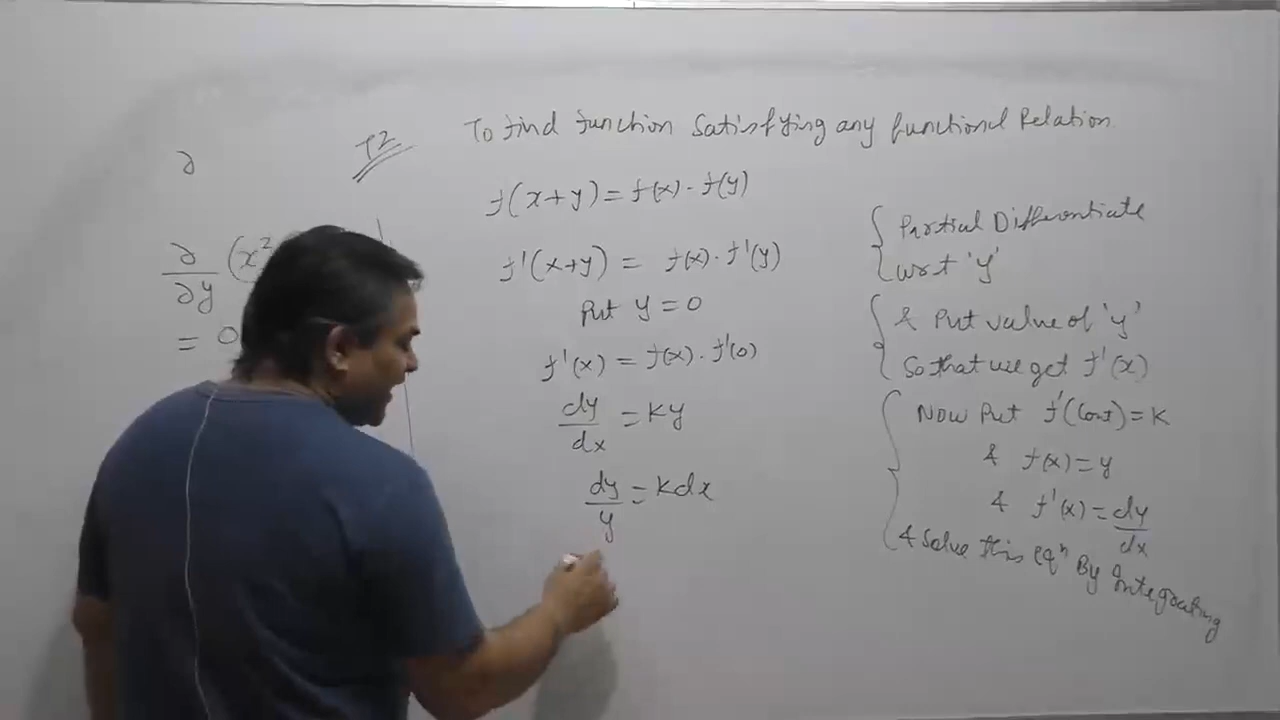 To find function Satisfying any functional Relation
T2
∂
f(x+y) = f(x) · f(y)
∂/∂y (x²
= 0
f'(x+y) = f(x) · f'(y)
Put y = 0
f'(x) = f(x) · f'(0)
dy/dx = Ky
dy/y = Kdx
Partial Differentiate
wrt 'y'
& Put value of 'y'
So that we get f'(x)
Now Put f'(Cont) = K
& f(x) = y
& f'(x) = dy/dx
& Solve this eqⁿ By Integrating